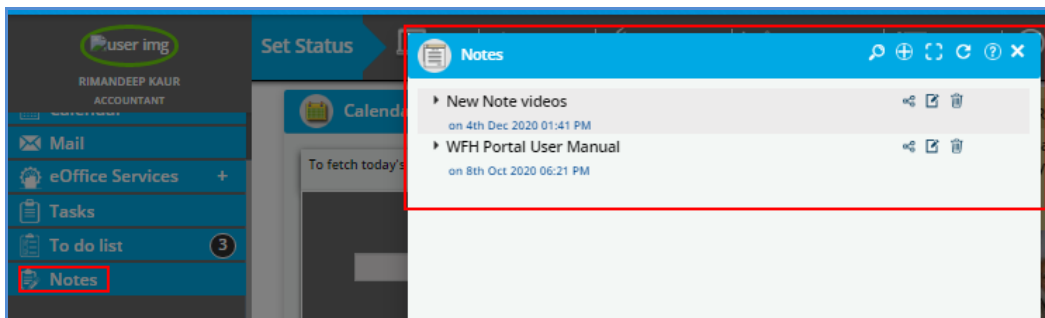 user img
RIMANDEEP KAUR
ACCOUNTANT
Calendar
Mail
eOffice Services +
Tasks
To do list 3
Notes
Set Status
Calenda
To fetch today's
Notes
New Note videos
on 4th Dec 2020 01:41 PM
WFH Portal User Manual
on 8th Oct 2020 06:21 PM